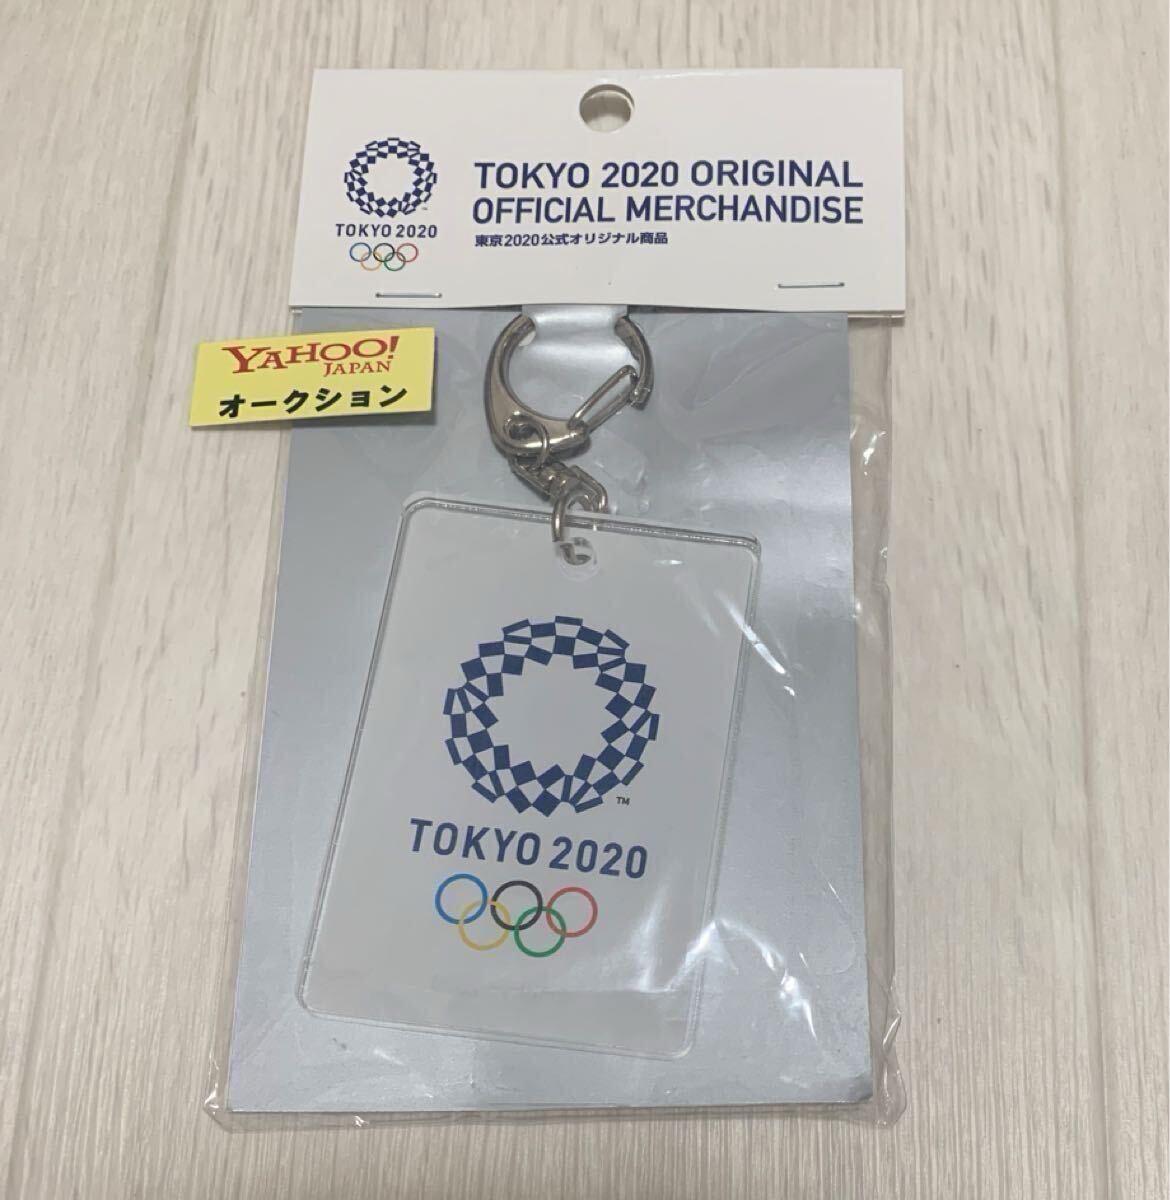 TOKYO 2020
TOKYO 2020 ORIGINAL
OFFICIAL MERCHANDISE
東京2020公式オリジナル商品
YAHOO!
JAPAN
オークション
TM
TOKYO 2020